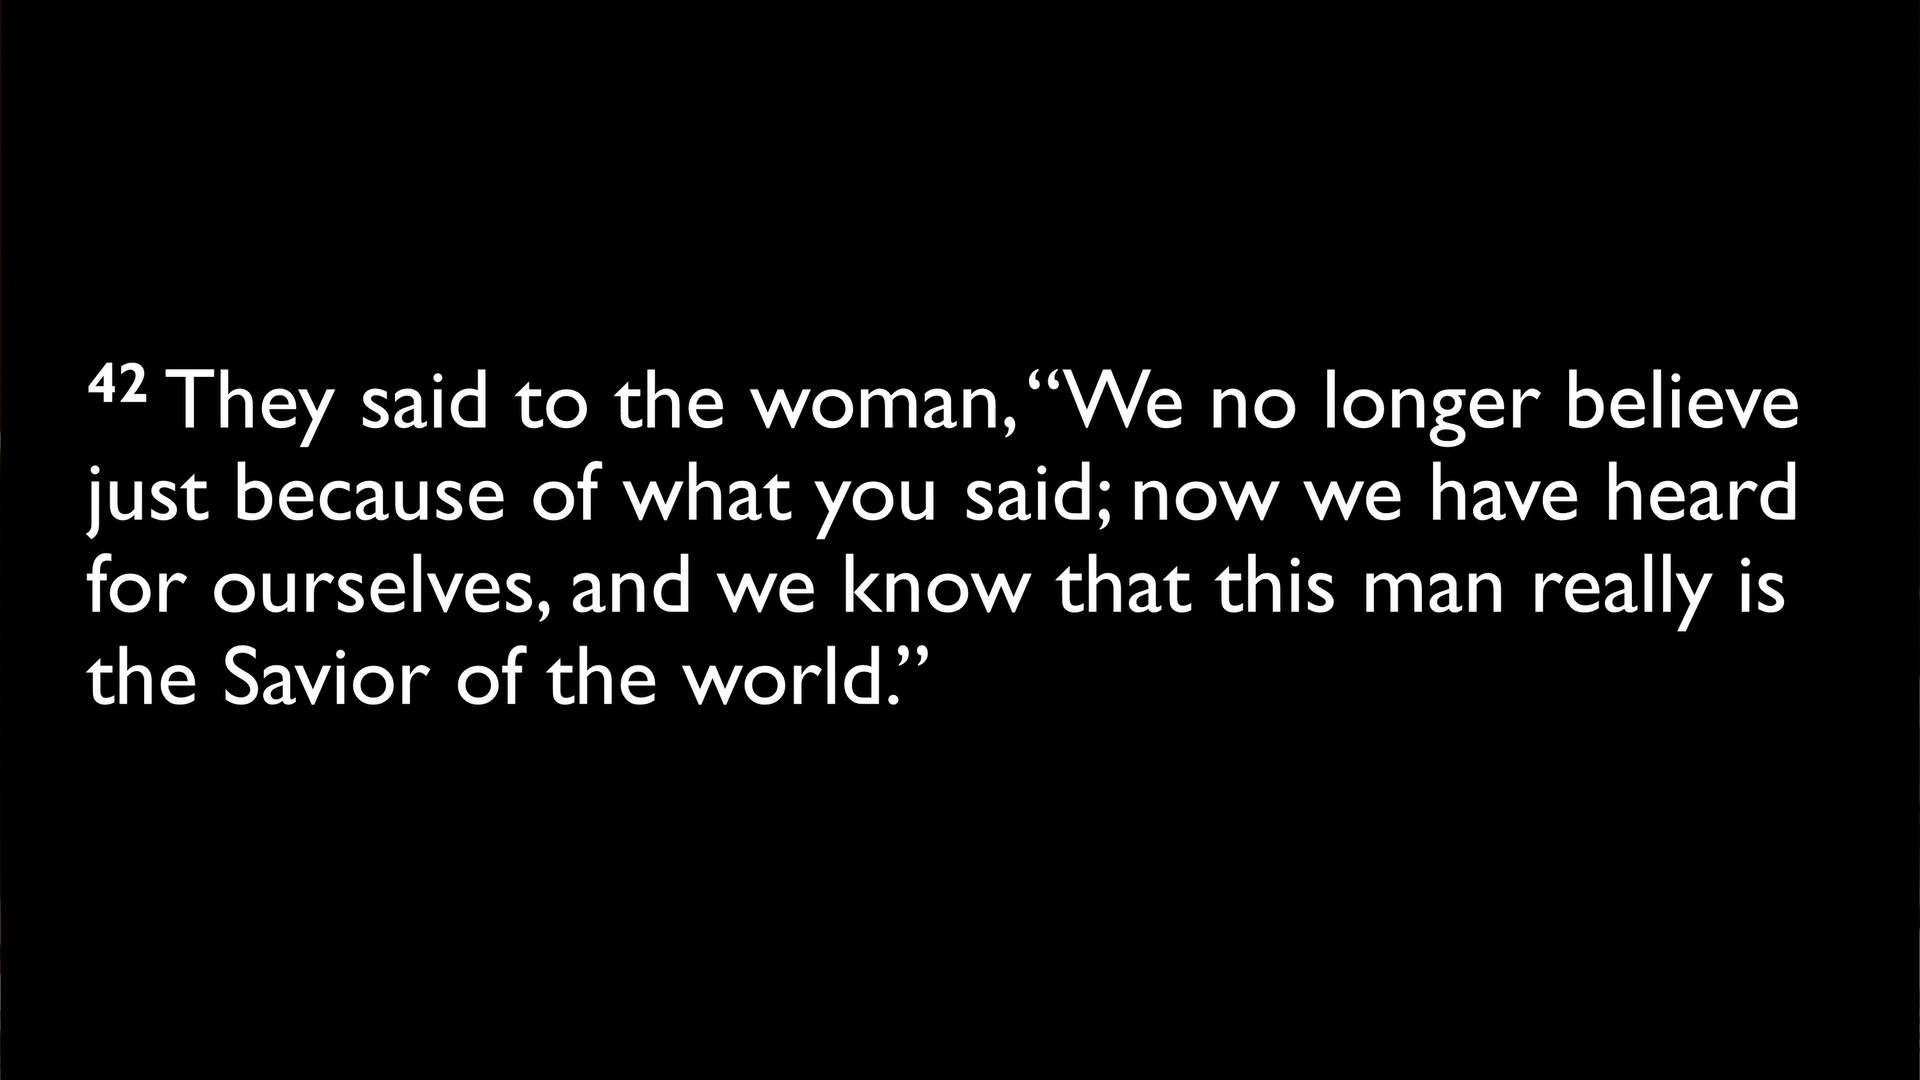 42 They said to the woman, “We no longer believe
just because of what you said; now we have heard
for ourselves, and we know that this man really is
the Savior of the world.”